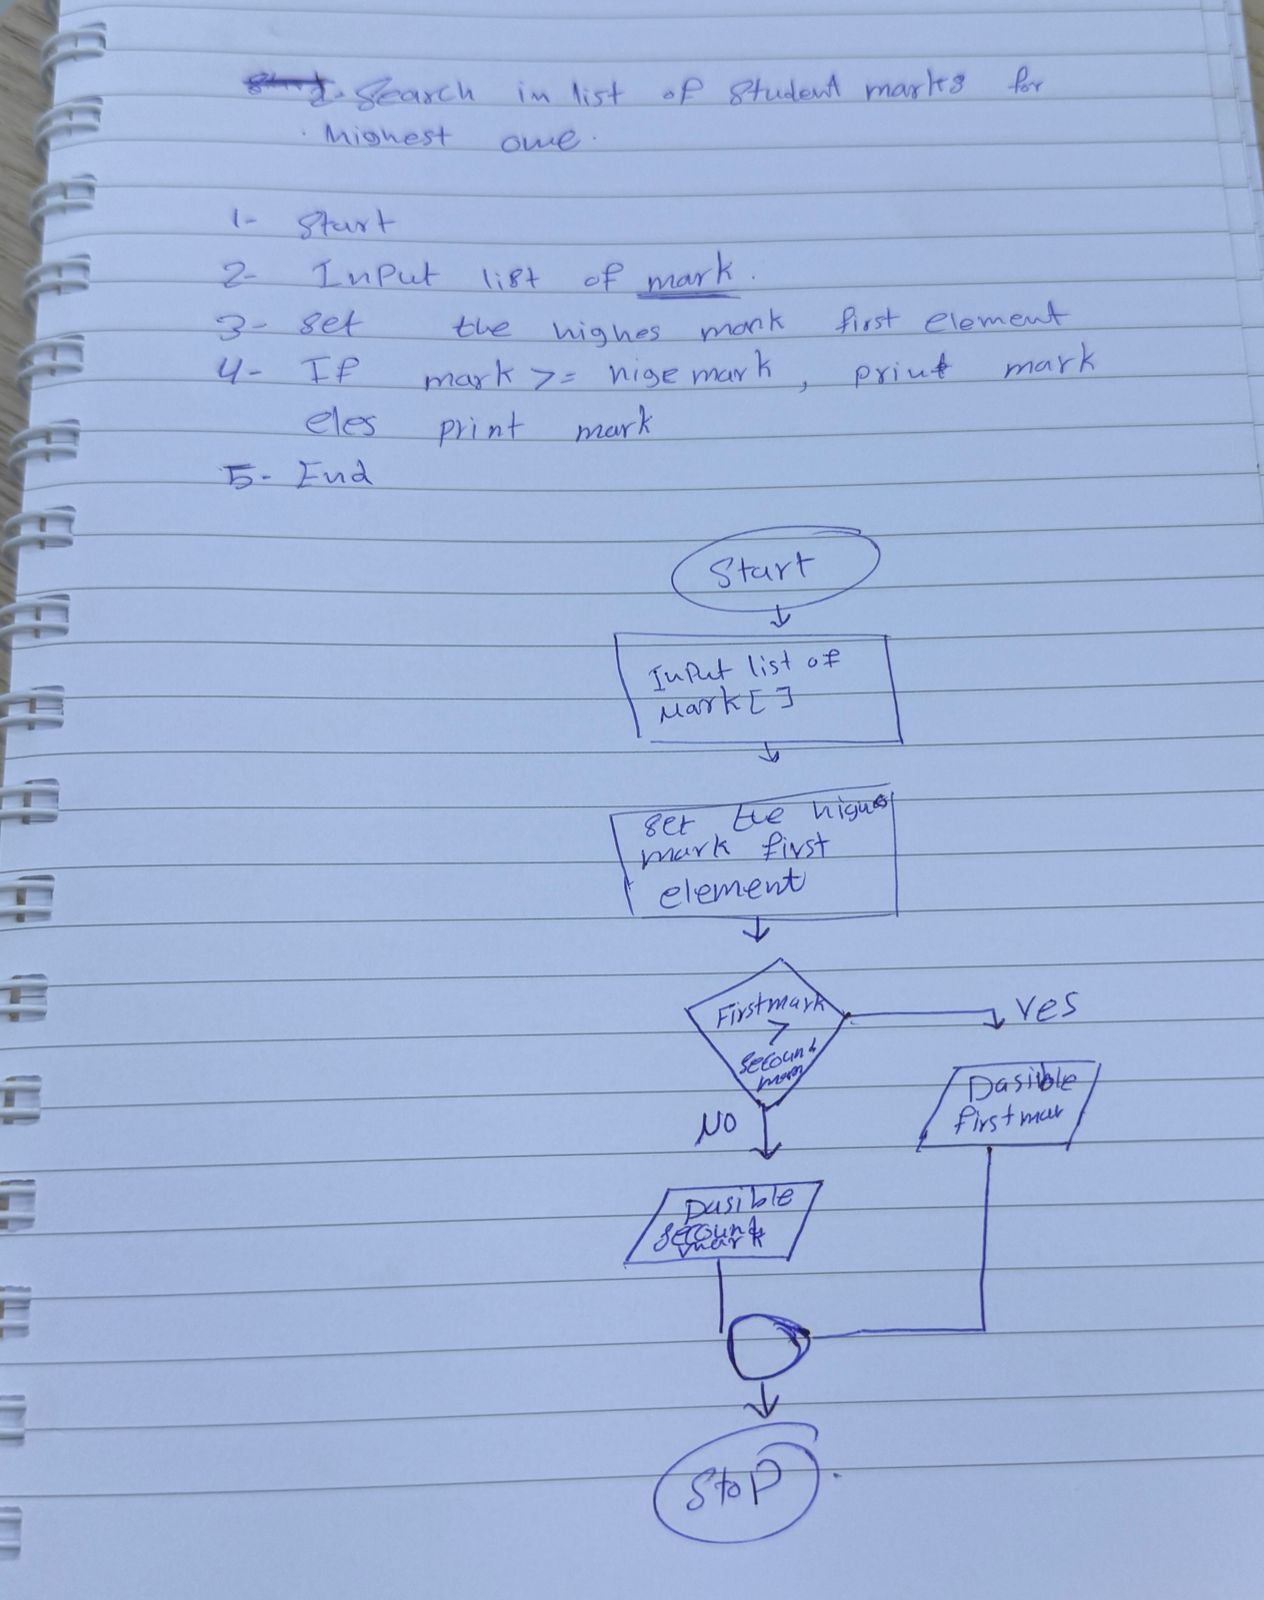 2. Search in list of student marks for
highest one.
1- Start
2- Input list of mark.
3- Set the highes mark first element
4- If mark >= hige mark, print mark
eles print mark
5- End
Start
Input list of
Mark[ ]
Set the highes
mark first
element
Firstmark
>
Secound
mark
Yes
Dasible
first mar
NO
Dasible
Secound
mark
Stop